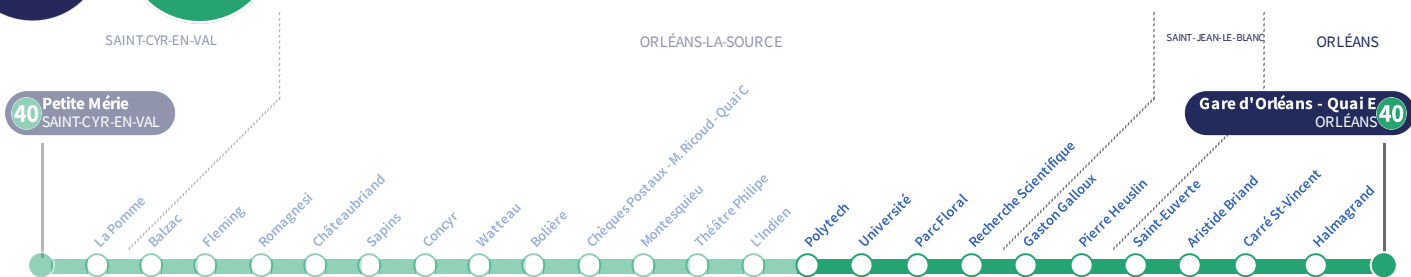 SAINT-CYR-EN-VAL
ORLÉANS-LA-SOURCE
SAINT-JEAN-LE-BLANC
ORLÉANS
40
Petite Mérie
SAINT-CYR-EN-VAL
Gare d'Orléans - Quai E
ORLÉANS
40
La Pomme
Balzac
Fleming
Romagnesi
Châteaubriand
Sapins
Concyr
Watteau
Bolière
Chèques Postaux - M. Ricoud - Quai C
Montesquieu
Théâtre Philipe
L'Indien
Polytech
Université
Parc Floral
Recherche Scientifique
Gaston Galloux
Pierre Heuslin
Saint-Euverte
Aristide Briand
Carré St-Vincent
Halmagrand